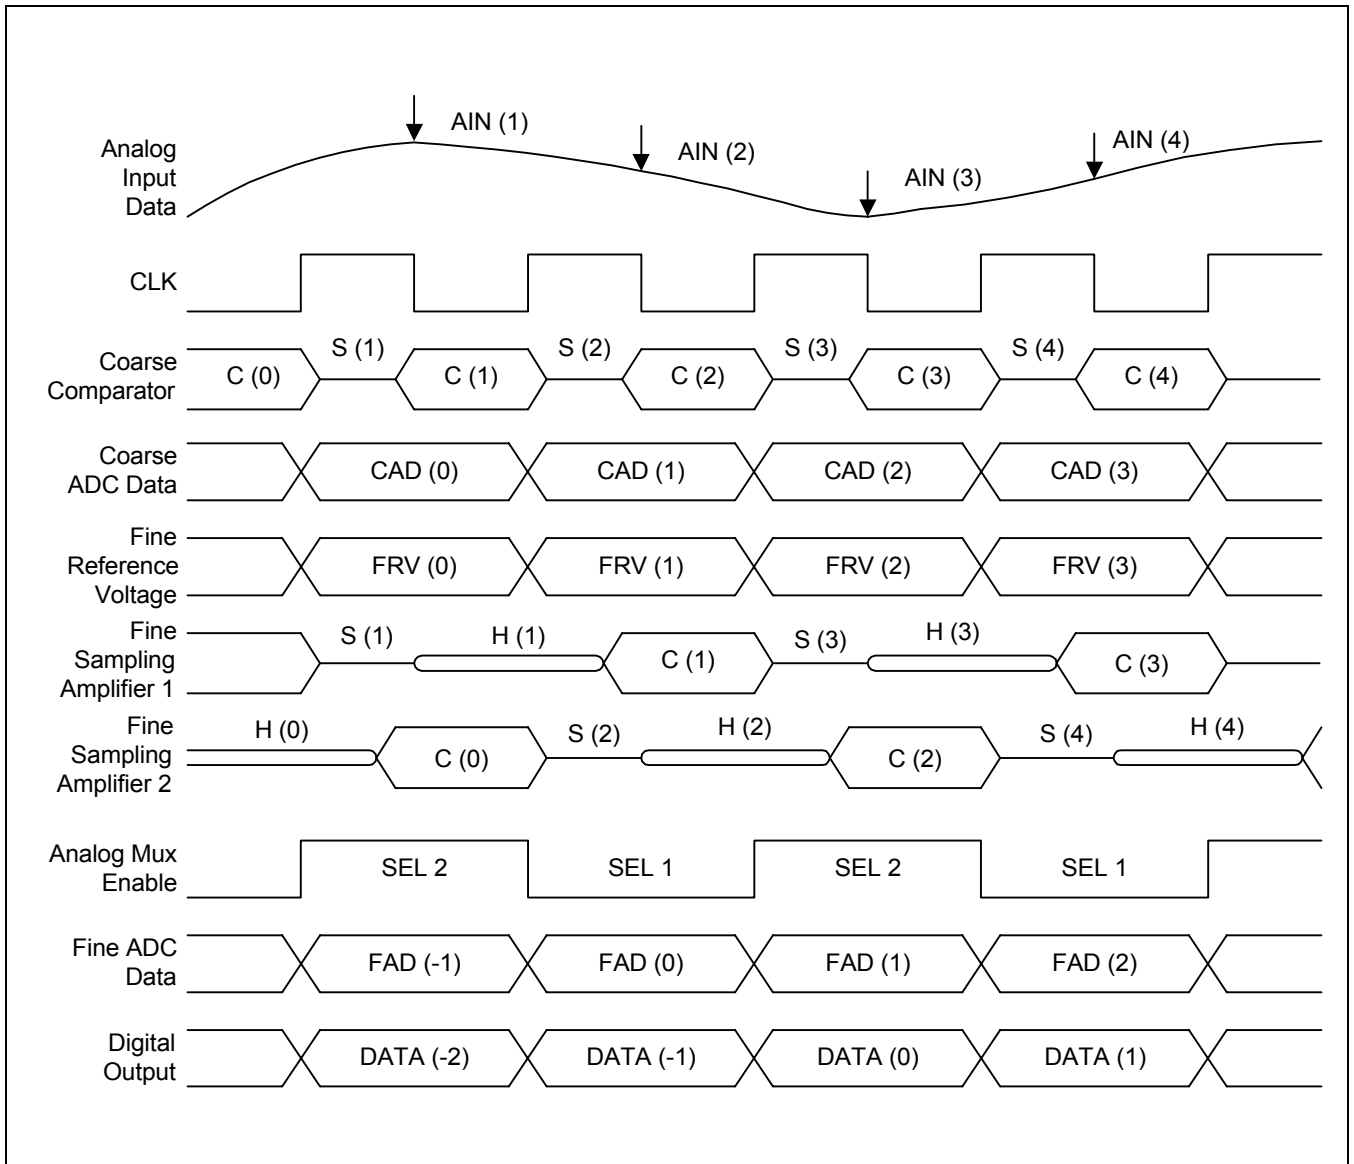 AIN (1)
AIN (2)
AIN (3)
AIN (4)
Analog
Input
Data
CLK
Coarse
Comparator
C (0)
S (1)
C (1)
S (2)
C (2)
S (3)
C (3)
S (4)
C (4)
Coarse
ADC Data
CAD (0)
CAD (1)
CAD (2)
CAD (3)
Fine
Reference
Voltage
FRV (0)
FRV (1)
FRV (2)
FRV (3)
Fine
Sampling
Amplifier 1
S (1)
H (1)
C (1)
S (3)
H (3)
C (3)
Fine
Sampling
Amplifier 2
H (0)
C (0)
S (2)
H (2)
C (2)
S (4)
H (4)
Analog Mux
Enable
SEL 2
SEL 1
SEL 2
SEL 1
Fine ADC
Data
FAD (-1)
FAD (0)
FAD (1)
FAD (2)
Digital
Output
DATA (-2)
DATA (-1)
DATA (0)
DATA (1)